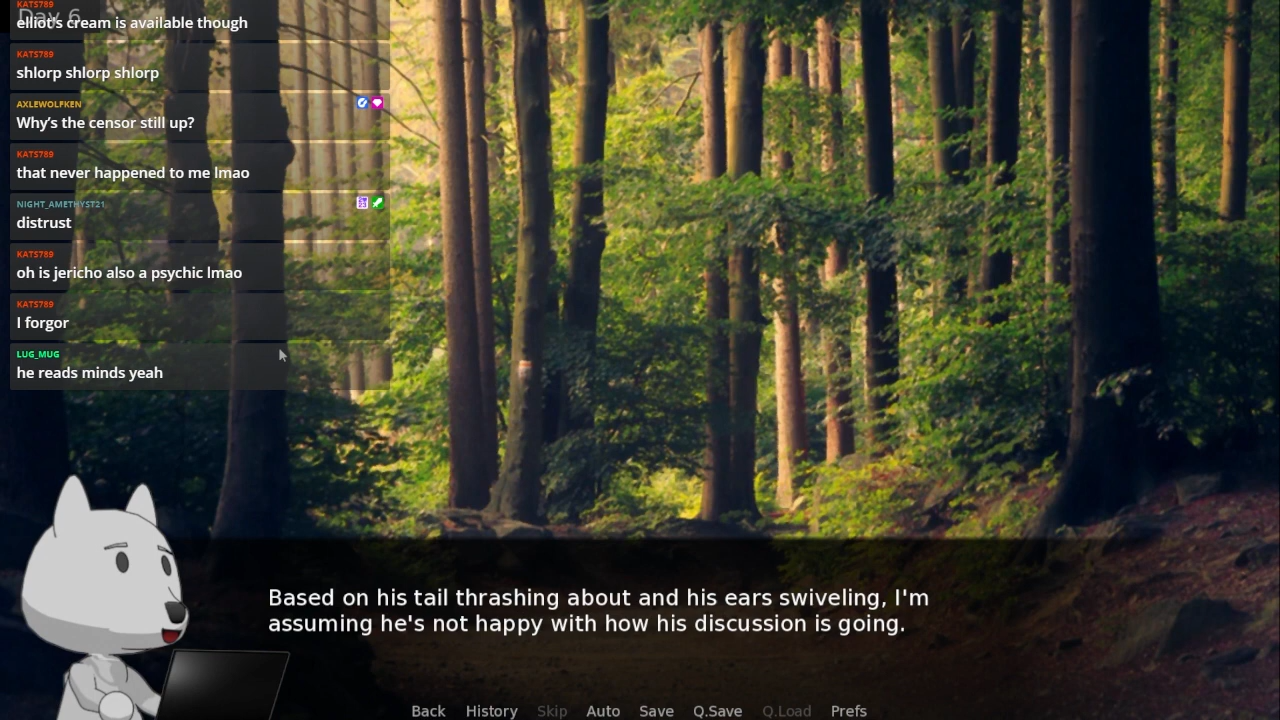 Day 6
KATS789
elliot's cream is available though
KATS789
shlorp shlorp shlorp
AXLEWOLFKEN
Why's the censor still up?
KATS789
that never happened to me lmao
NIGHT_AMETHYST21
distrust
KATS789
oh is jericho also a psychic lmao
KATS789
I forgor
LUG_MUG
he reads minds yeah
Based on his tail thrashing about and his ears swiveling, I'm
assuming he's not happy with how his discussion is going.
Back History Skip Auto Save Q.Save Q.Load Prefs